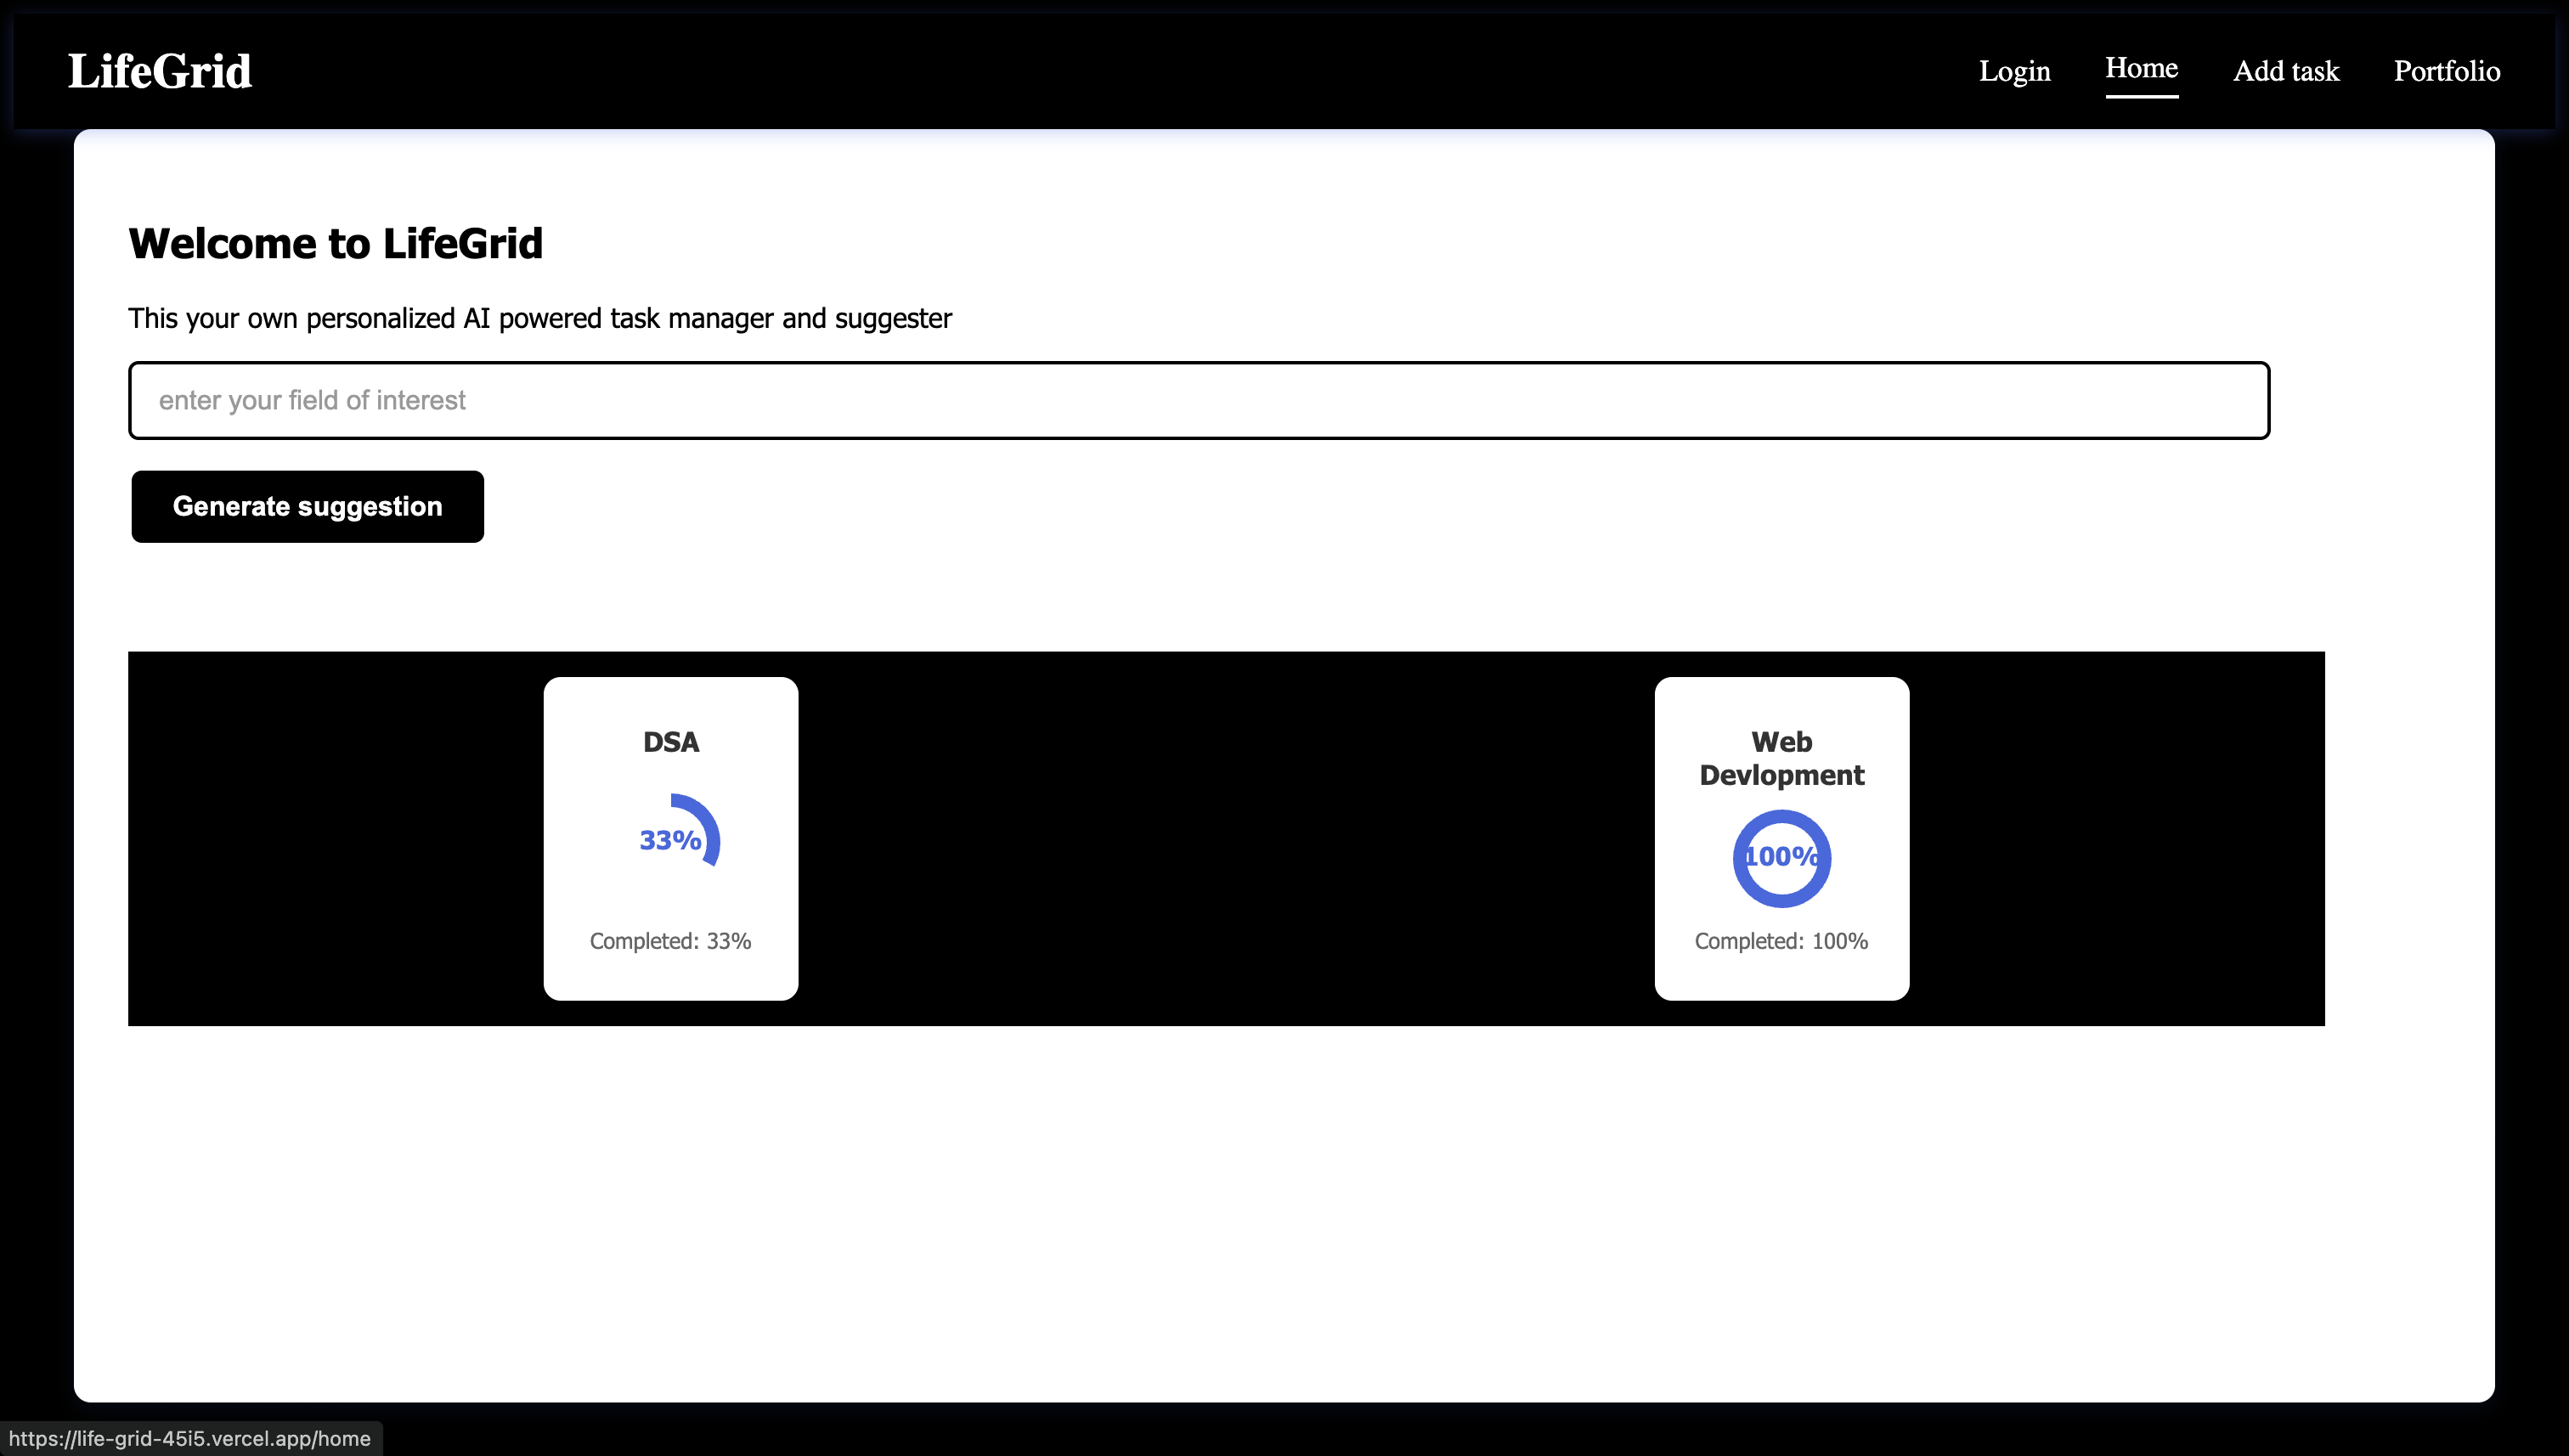 LifeGrid
Login
Home
Add task
Portfolio
Welcome to LifeGrid
This your own personalized AI powered task manager and suggester
enter your field of interest
Generate suggestion
DSA
33%
Completed: 33%
Web
Devlopment
100%
Completed: 100%
https://life-grid-45i5.vercel.app/home